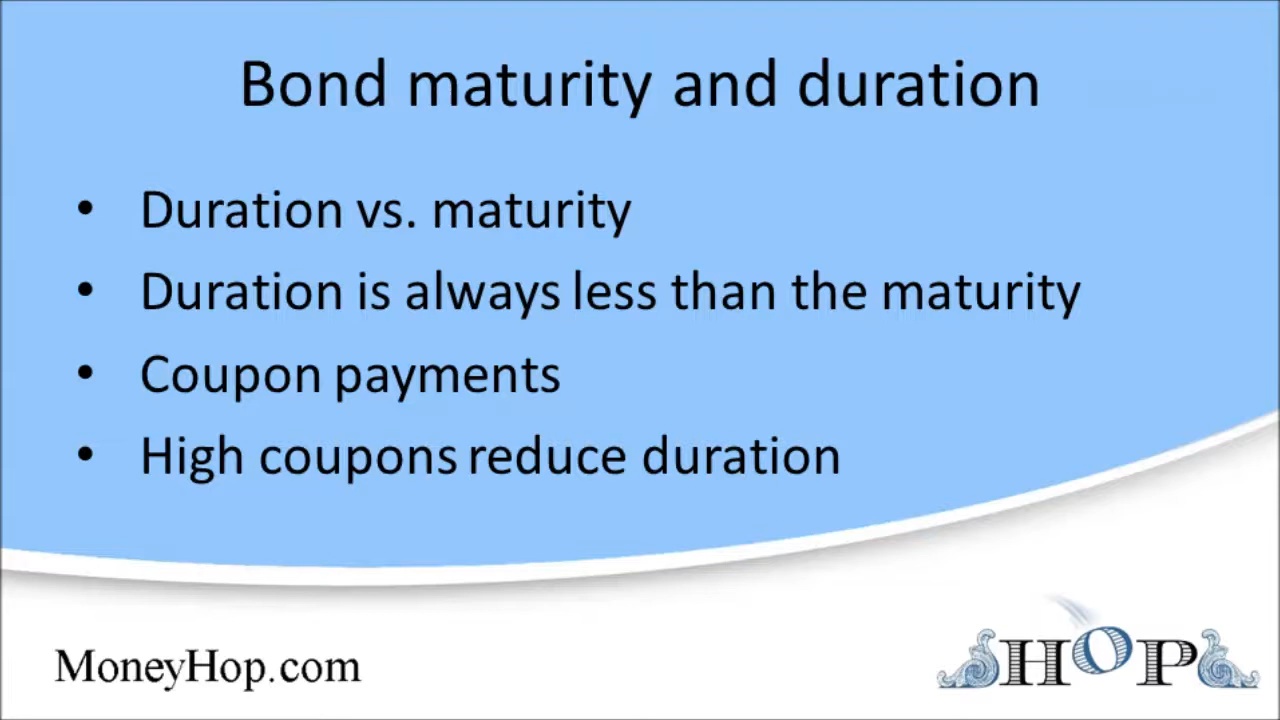 Bond maturity and duration
• Duration vs. maturity
• Duration is always less than the maturity
• Coupon payments
• High coupons reduce duration
MoneyHop.com
HOP